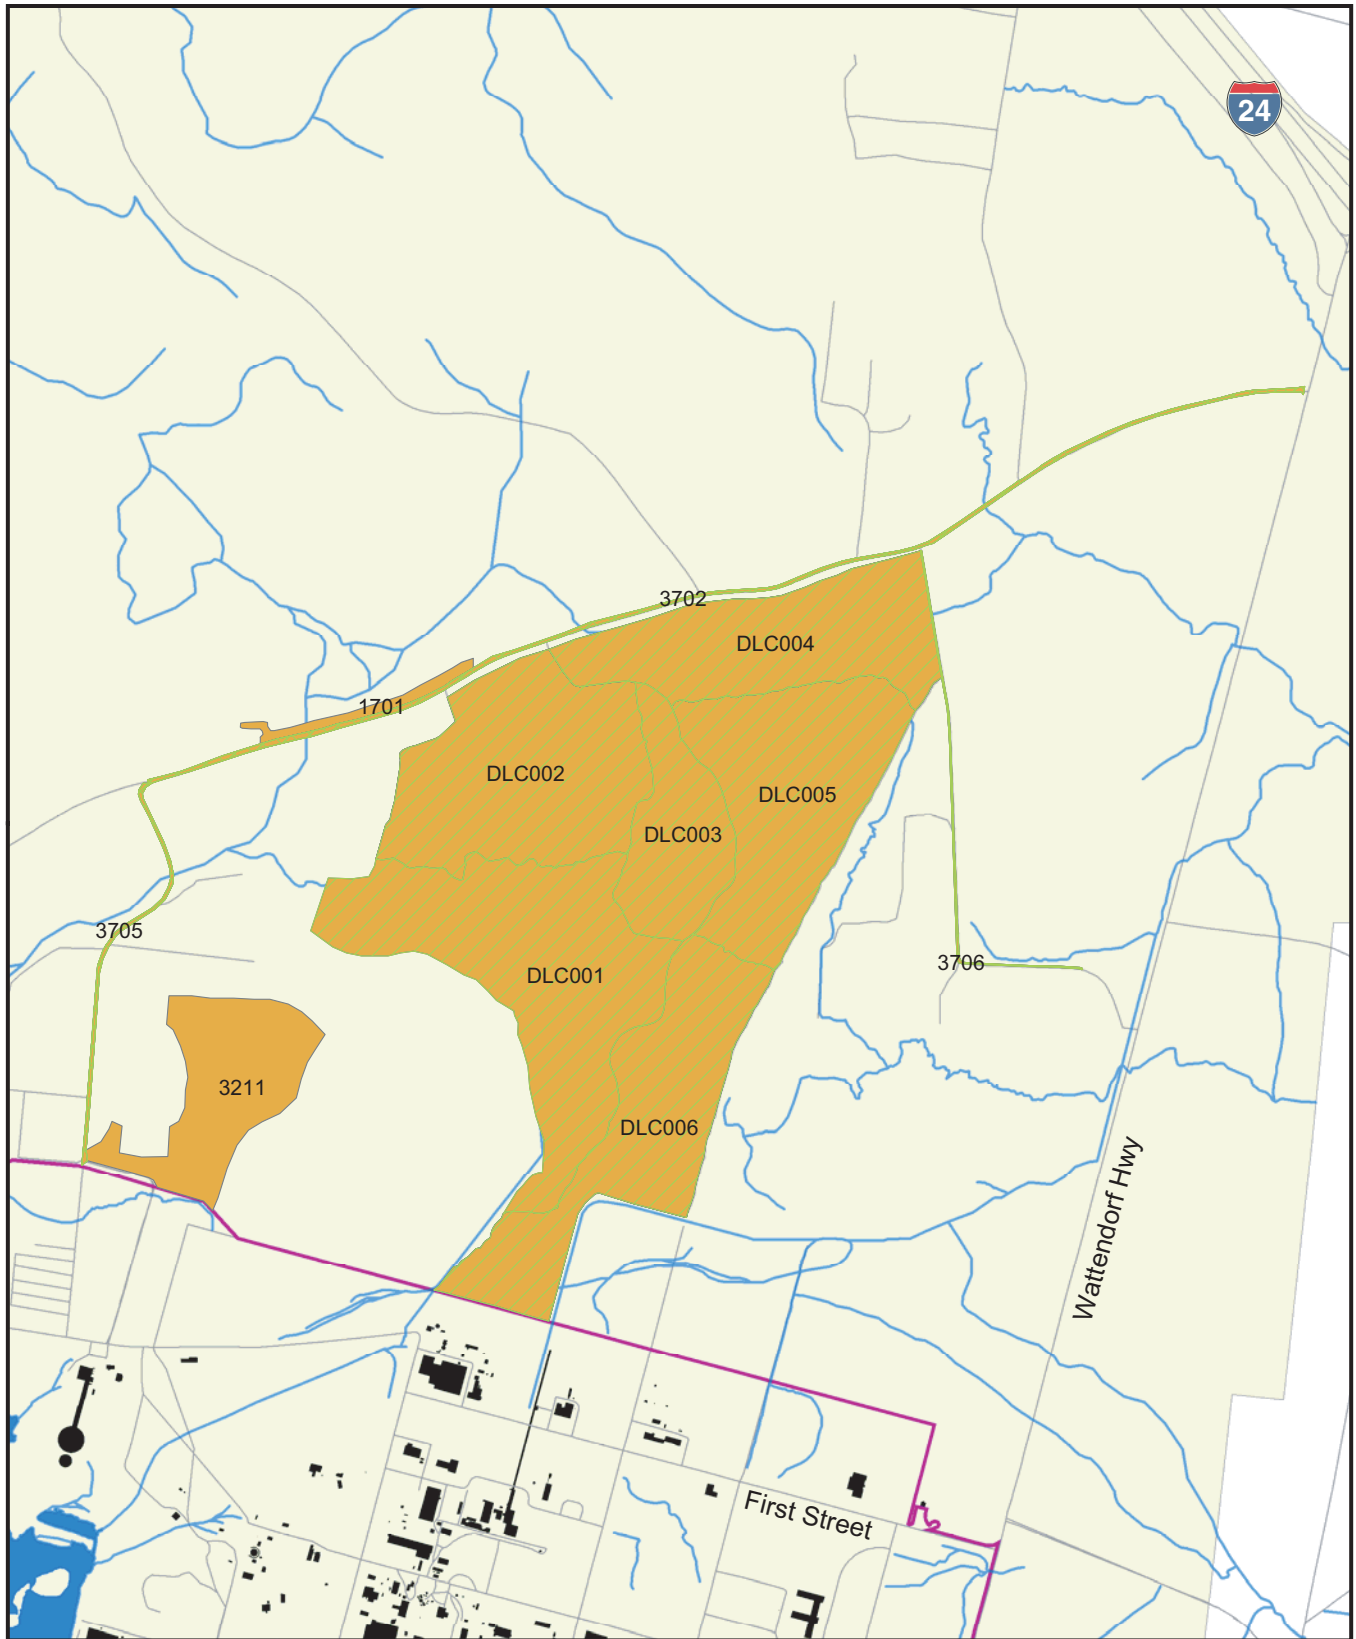 24
3702
DLC004
1701
DLC002
DLC005
DLC003
3705
3706
DLC001
3211
DLC006
Wattendorf Hwy
First Street